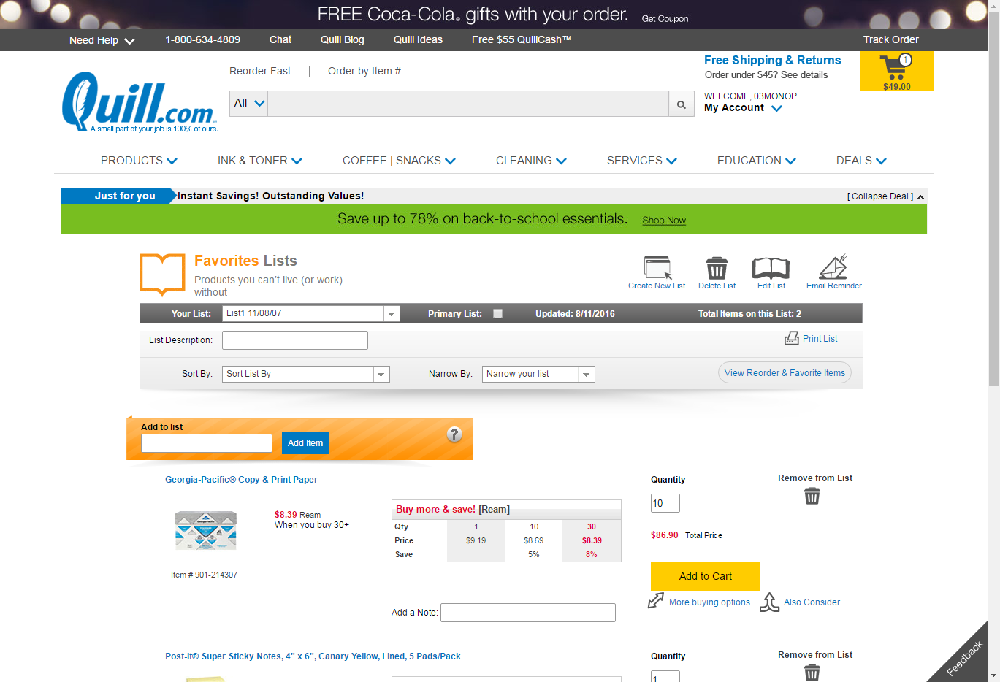 FREE Coca-Cola® gifts with your order. Get Coupon
Need Help 1-800-634-4809 Chat Quill Blog Quill Ideas Free $55 QuillCash™ Track Order
Reorder Fast | Order by Item #
Free Shipping & Returns
Order under $45? See details
1
$49.00
Quill.com
A small part of your job is 100% of ours.
All
WELCOME, 03MONOP
My Account
PRODUCTS INK & TONER COFFEE | SNACKS CLEANING SERVICES EDUCATION DEALS
Just for you Instant Savings! Outstanding Values! [ Collapse Deal ]
Save up to 78% on back-to-school essentials. Shop Now
Favorites Lists
Products you can't live (or work)
without
Create New List Delete List Edit List Email Reminder
Your List: List1 11/08/07 Primary List: Updated: 8/11/2016 Total Items on this List: 2
List Description: Print List
Sort By: Sort List By Narrow By: Narrow your list View Reorder & Favorite Items
Add to list
Add Item ?
Georgia-Pacific® Copy & Print Paper
Quantity
Remove from List
10
$8.39 Ream
When you buy 30+
Buy more & save! [Ream]
Qty 1 10 30
Price $9.19 $8.69 $8.39
Save 5% 8%
$86.90 Total Price
Item # 901-214307
Add to Cart
More buying options Also Consider
Add a Note:
Post-it® Super Sticky Notes, 4" x 6", Canary Yellow, Lined, 5 Pads/Pack
Quantity
Remove from List
1
Feedback